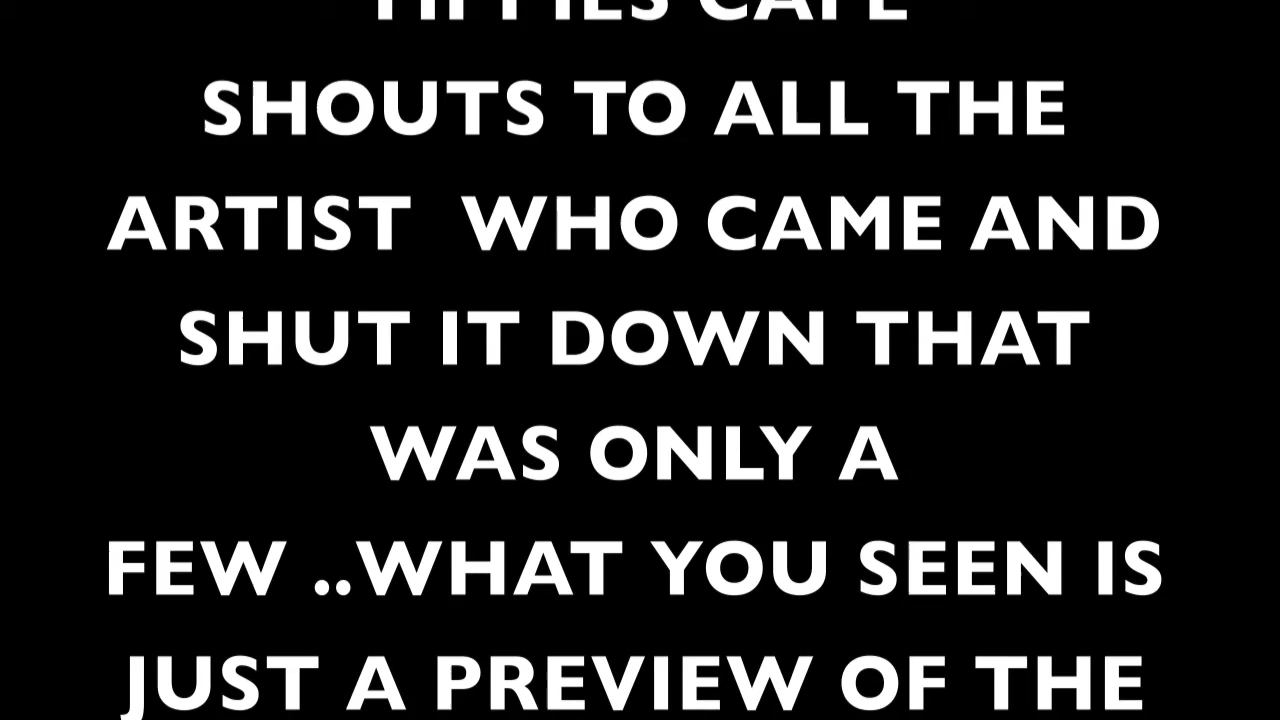 CAFE
SHOUTS TO ALL THE
ARTIST  WHO CAME AND
SHUT IT DOWN THAT
WAS ONLY A
FEW ..WHAT YOU SEEN IS
JUST A PREVIEW OF THE